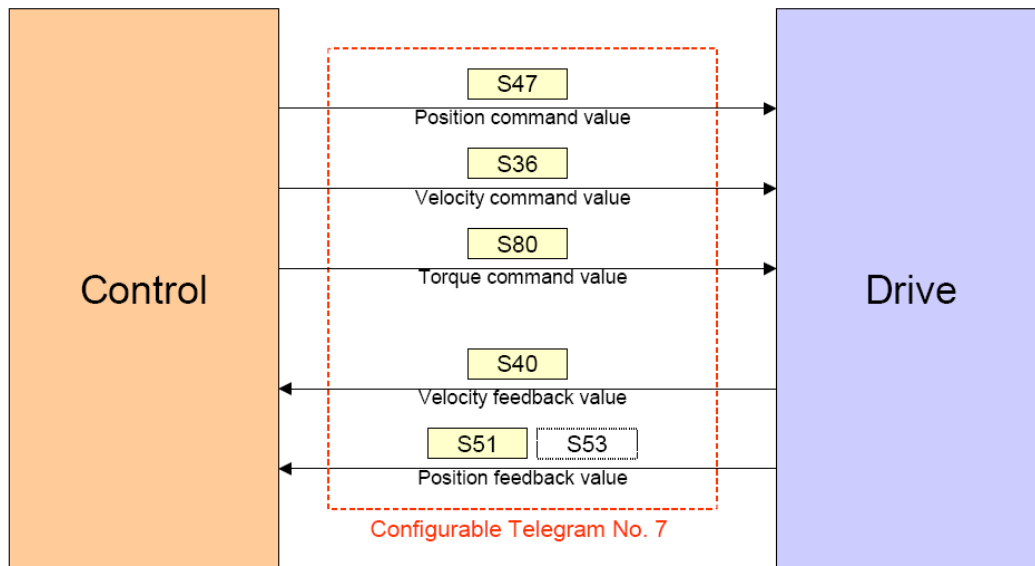 S47
Position command value
S36
Velocity command value
S80
Torque command value
Control
Drive
S40
Velocity feedback value
S51 S53
Position feedback value
Configurable Telegram No. 7